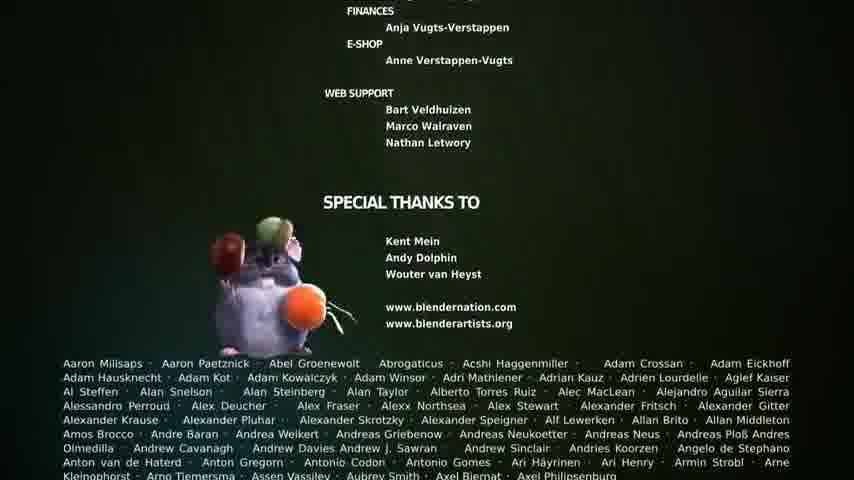 FINANCES
Anja Vugts-Verstappen
E-SHOP
Anne Verstappen-Vugts
WEB SUPPORT
Bart Veldhuizen
Marco Walraven
Nathan Letwory
SPECIAL THANKS TO
Kent Mein
Andy Dolphin
Wouter van Heyst
www.blendernation.com
www.blenderartists.org
Aaron Milisaps · Aaron Paetznick · Abel Groenewolt · Abrogaticus · Acshi Haggenmiller · Adam Crossan · Adam Eickhoff
Adam Hausknecht · Adam Kot · Adam Kowalczyk · Adam Winsor · Adri Mathlener · Adrian Kauz · Adrien Lourdelle · Aglef Kaiser
Al Steffen · Alan Snelson · Alan Steinberg · Alan Taylor · Alberto Torres Ruiz · Alec MacLean · Alejandro Aguilar Sierra
Alessandro Perroud · Alex Deucher · Alex Fraser · Alexx Northsea · Alex Stewart · Alexander Fritsch · Alexander Gitter
Alexander Krause · Alexander Pluhar · Alexander Skrotzky · Alexander Speigner · Alf Lewerken · Allan Brito · Allan Middleton
Amos Brocco · Andre Baran · Andrea Weikert · Andreas Griebenow · Andreas Neukoetter · Andreas Neus · Andreas Ploß Andres
Olmedilla · Andrew Cavanagh · Andrew Davies Andrew J. Sawran · Andrew Sinclair · Andries Koorzen · Angelo de Stephano
Anton van de Haterd · Anton Gregorn · Antonio Codon · Antonio Gomes · Ari Häyrinen · Ari Henry · Armin Strobl · Arne
Kleinophorst · Arno Tiemersma · Assen Vassilev · Aubrey Smith · Axel Biernat · Axel Philipsenburg